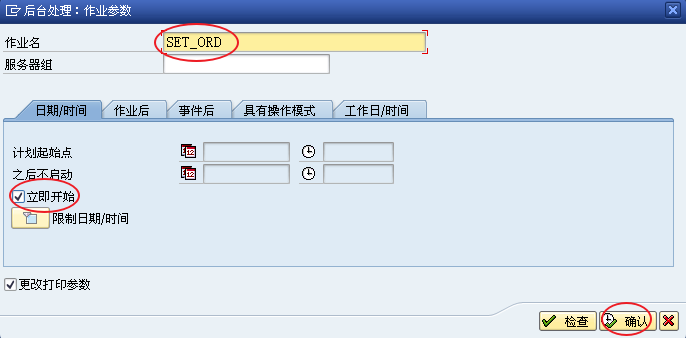 后台处理：作业参数
作业名 SET_ORD
服务器组
日期/时间 作业后 事件后 具有操作模式 工作日/时间
计划起始点
之后不启动
立即开始
限制日期/时间
更改打印参数
检查 确认